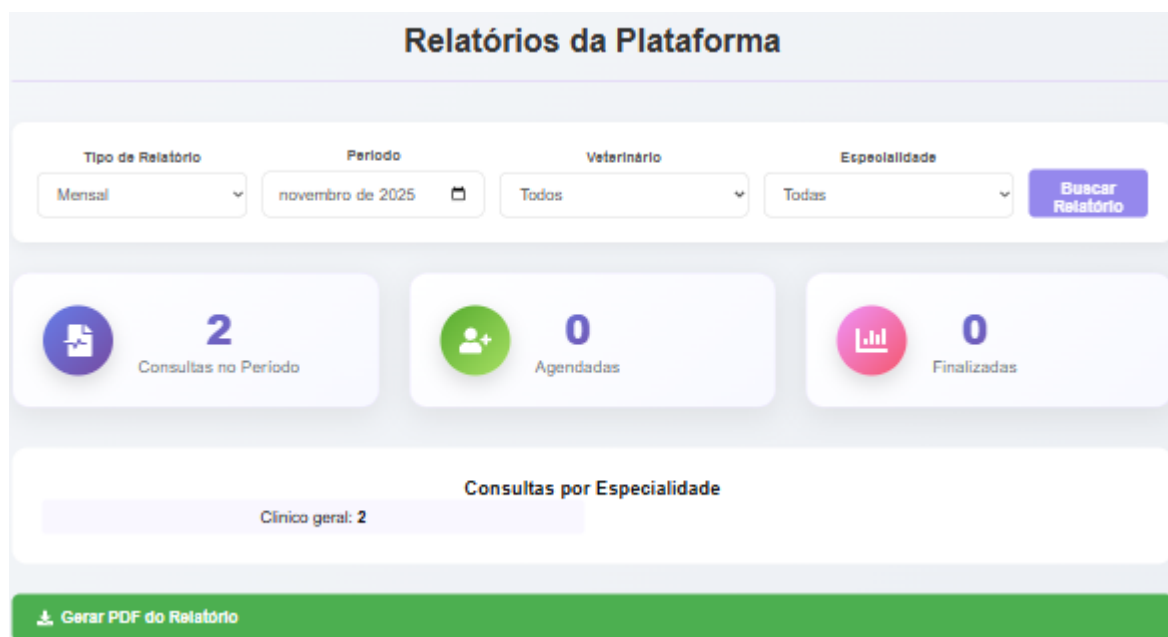 Relatórios da Plataforma
Tipo de Relatório
Período
Veterinário
Especialidade
Mensal
novembro de 2025
Todos
Todas
Buscar
Relatório
2
Consultas no Período
0
Agendadas
0
Finalizadas
Consultas por Especialidade
Clinico geral: 2
Gerar PDF do Relatório